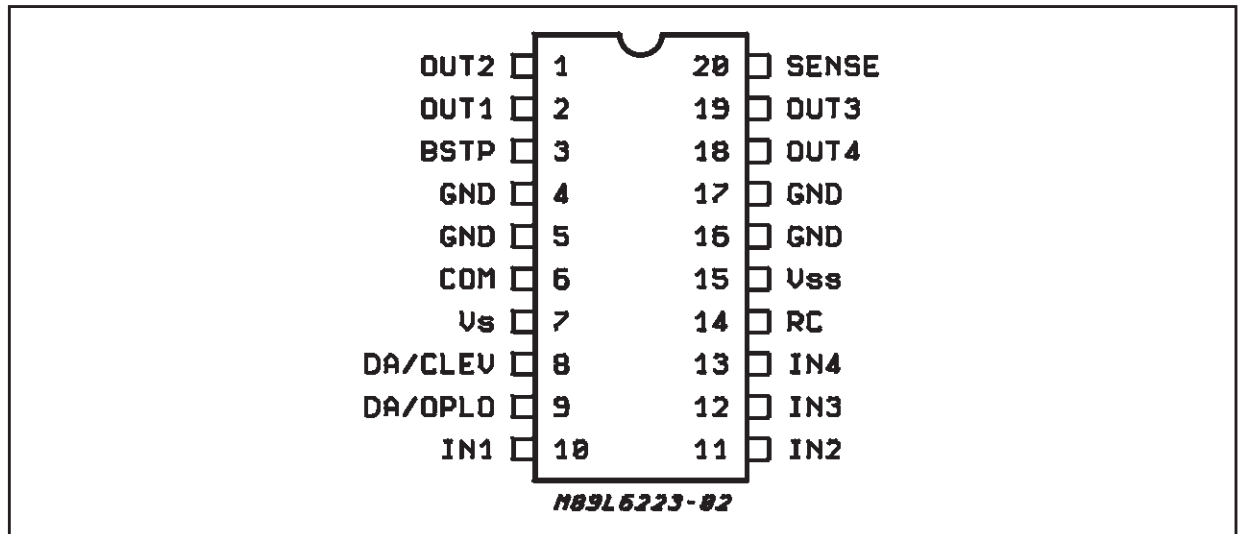 OUT2 1 20 SENSE
OUT1 2 19 OUT3
BSTP 3 18 OUT4
GND 4 17 GND
GND 5 16 GND
COM 6 15 Vss
Vs 7 14 RC
DA/CLEV 8 13 IN4
DA/OPLO 9 12 IN3
IN1 10 11 IN2
M89L6223-02